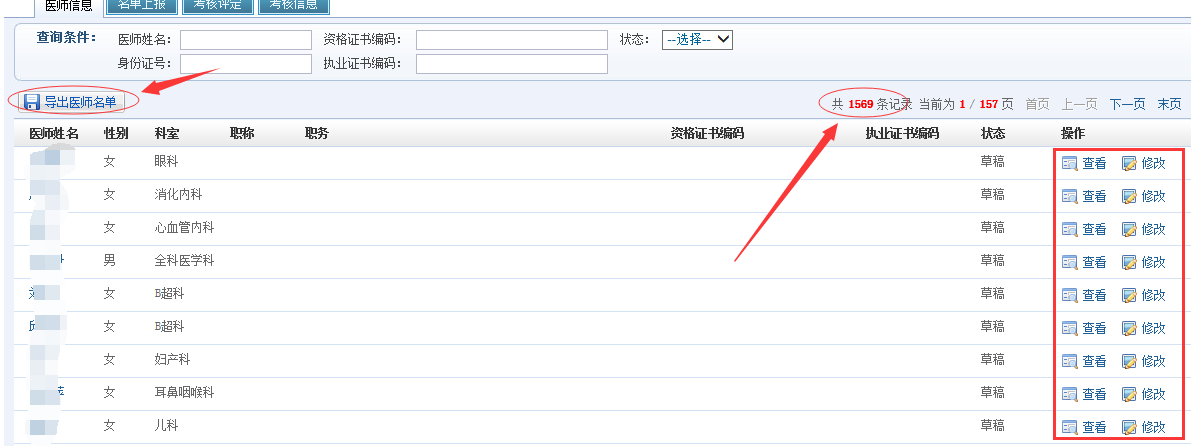 医师信息 名单上报 考核评定 考核信息
查询条件： 医师姓名： 资格证书编码： 状态： --选择--
身份证号： 执业证书编码：
导出医师名单 共 1569 条记录 当前为 1 / 157 页 首页 上一页 下一页 末页
医师姓名 性别 科室 职称 职务 资格证书编码 执业证书编码 状态 操作
女 眼科 草稿 查看 修改
女 消化内科 草稿 查看 修改
女 心血管内科 草稿 查看 修改
男 全科医学科 草稿 查看 修改
女 B超科 草稿 查看 修改
女 B超科 草稿 查看 修改
女 妇产科 草稿 查看 修改
女 耳鼻咽喉科 草稿 查看 修改
女 儿科 草稿 查看 修改